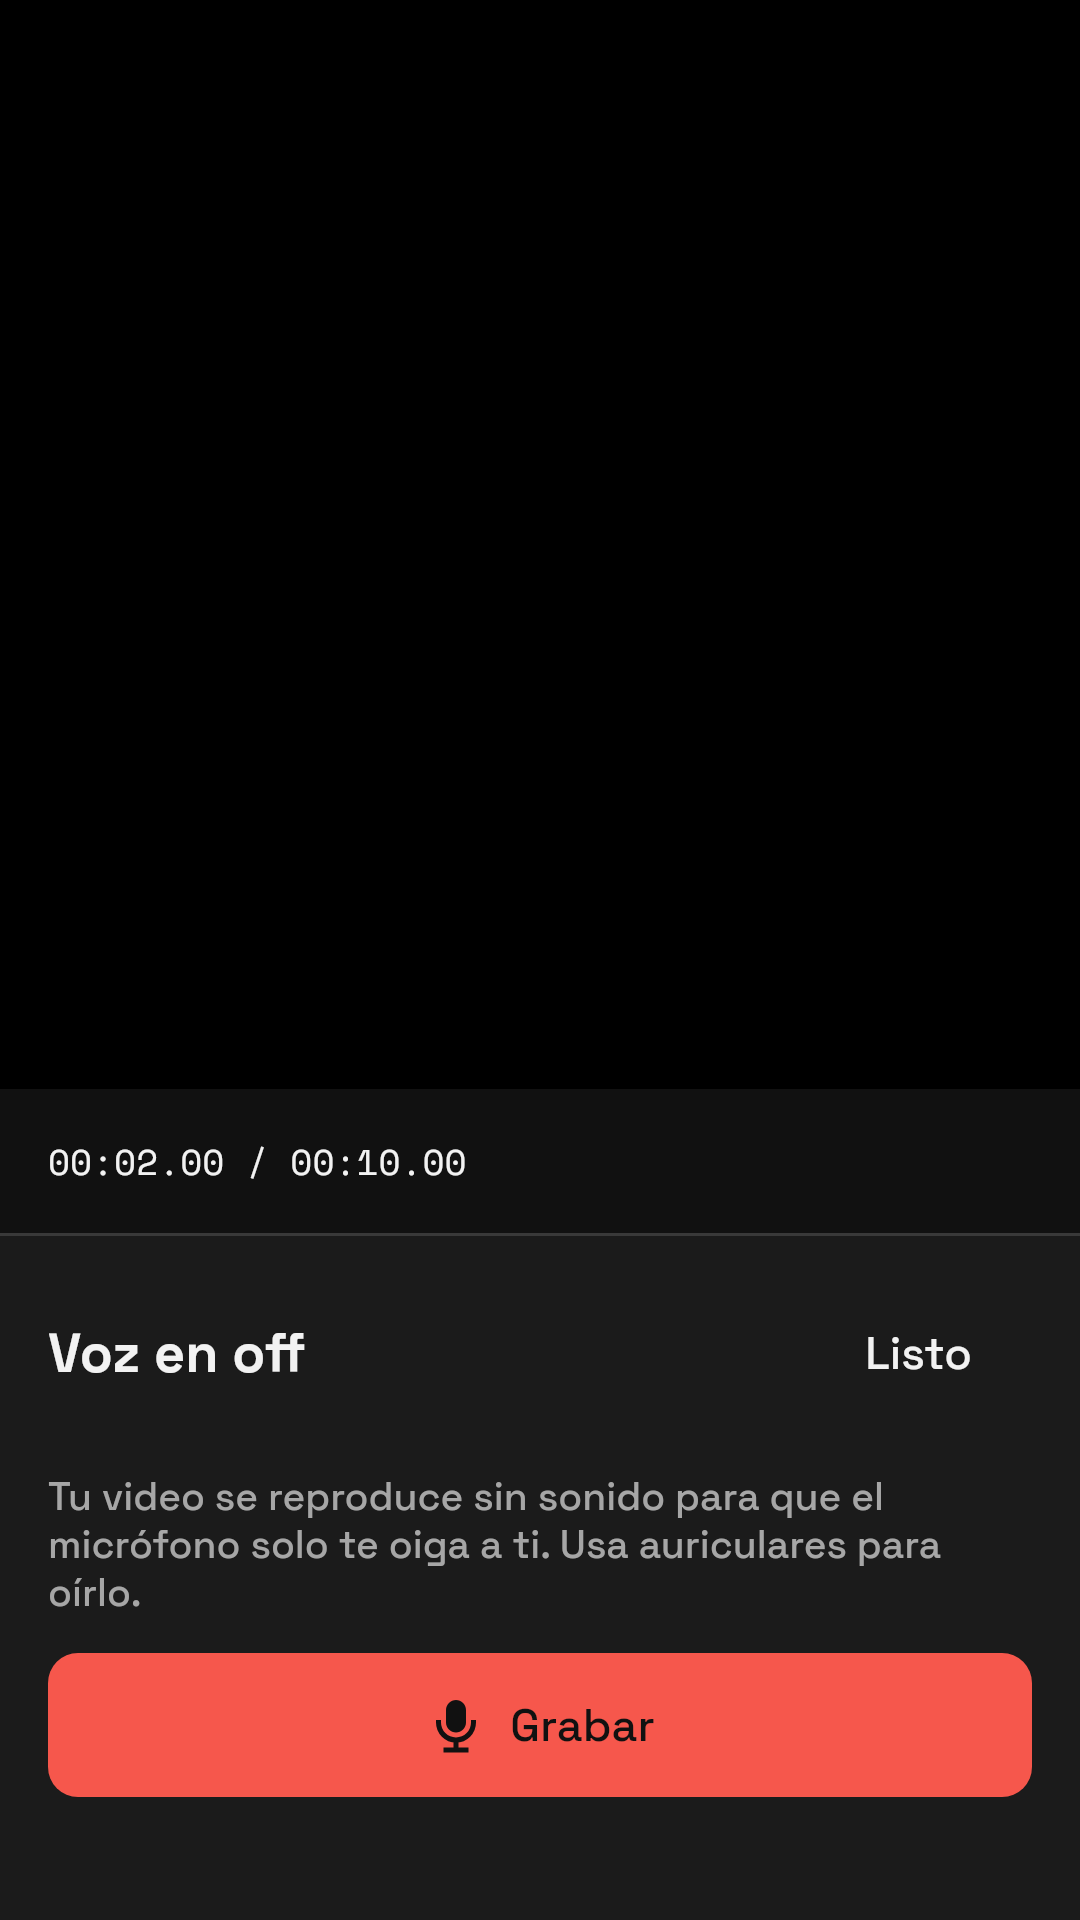 00:02.00 / 00:10.00
Voz en off
Listo
Tu video se reproduce sin sonido para que el
micrófono solo te oiga a ti. Usa auriculares para
oírlo.
Grabar